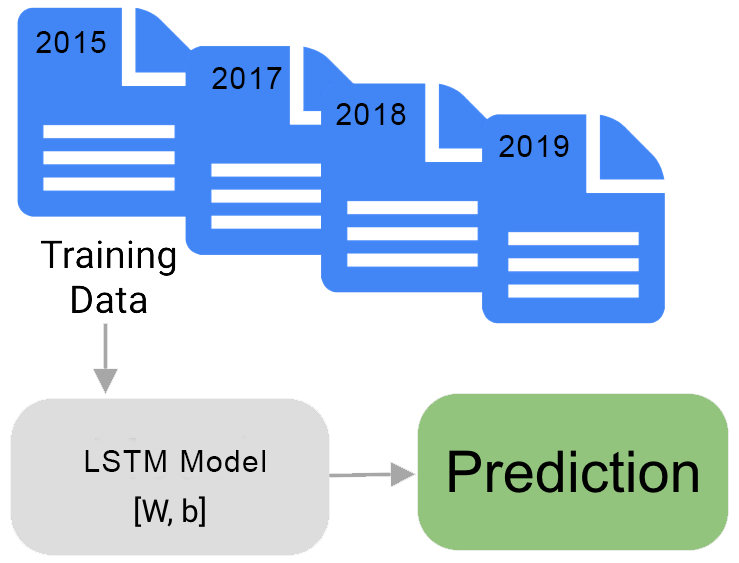 2015
2017
2018
2019
Training
Data
LSTM Model
[W, b]
Prediction